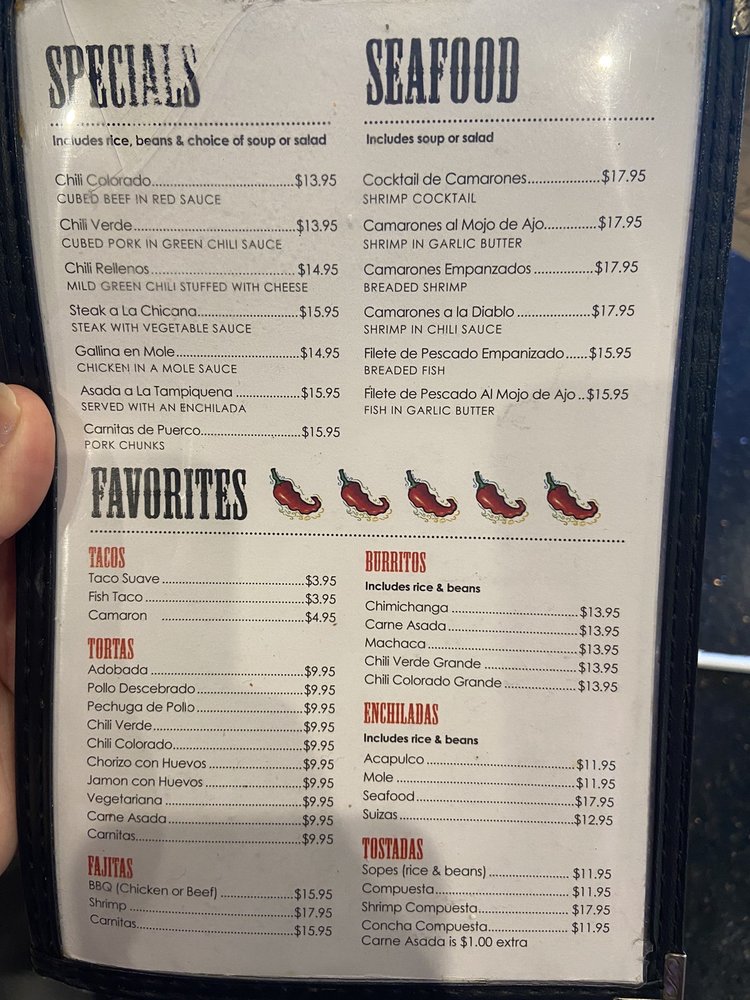 SPECIALS
Includes rice, beans & choice of soup or salad
Chili Colorado.....$13.95
CUBED BEEF IN RED SAUCE
Chili Verde.....$13.95
CUBED PORK IN GREEN CHILI SAUCE
Chili Rellenos.....$14.95
MILD GREEN CHILI STUFFED WITH CHEESE
Steak a La Chicana.....$15.95
STEAK WITH VEGETABLE SAUCE
Gallina en Mole.....$14.95
CHICKEN IN A MOLE SAUCE
Asada a La Tampiquena.....$15.95
SERVED WITH AN ENCHILADA
Carnitas de Puerco.....$15.95
PORK CHUNKS
SEAFOOD
Includes soup or salad
Cocktail de Camarones.....$17.95
SHRIMP COCKTAIL
Camarones al Mojo de Ajo.....$17.95
SHRIMP IN GARLIC BUTTER
Camarones Empanzados.....$17.95
BREADED SHRIMP
Camarones a la Diablo.....$17.95
SHRIMP IN CHILI SAUCE
Filete de Pescado Empanizado.....$15.95
BREADED FISH
Filete de Pescado Al Mojo de Ajo..$15.95
FISH IN GARLIC BUTTER
FAVORITES
TACOS
Taco Suave.....$3.95
Fish Taco.....$3.95
Camaron.....$4.95
TORTAS
Adobada.....$9.95
Pollo Descebrado.....$9.95
Pechuga de Pollo.....$9.95
Chili Verde.....$9.95
Chili Colorado.....$9.95
Chorizo con Huevos.....$9.95
Jamon con Huevos.....$9.95
Vegetariana.....$9.95
Carne Asada.....$9.95
Carnitas.....$9.95
FAJITAS
BBQ (Chicken or Beef).....$15.95
Shrimp.....$17.95
Carnitas.....$15.95
BURRITOS
Includes rice & beans
Chimichanga.....$13.95
Carne Asada.....$13.95
Machaca.....$13.95
Chili Verde Grande.....$13.95
Chili Colorado Grande.....$13.95
ENCHILADAS
Includes rice & beans
Acapulco.....$11.95
Mole.....$11.95
Seafood.....$17.95
Suizas.....$12.95
TOSTADAS
Sopes (rice & beans).....$11.95
Compuesta.....$11.95
Shrimp Compuesta.....$17.95
Concha Compuesta.....$11.95
Carne Asada is $1.00 extra